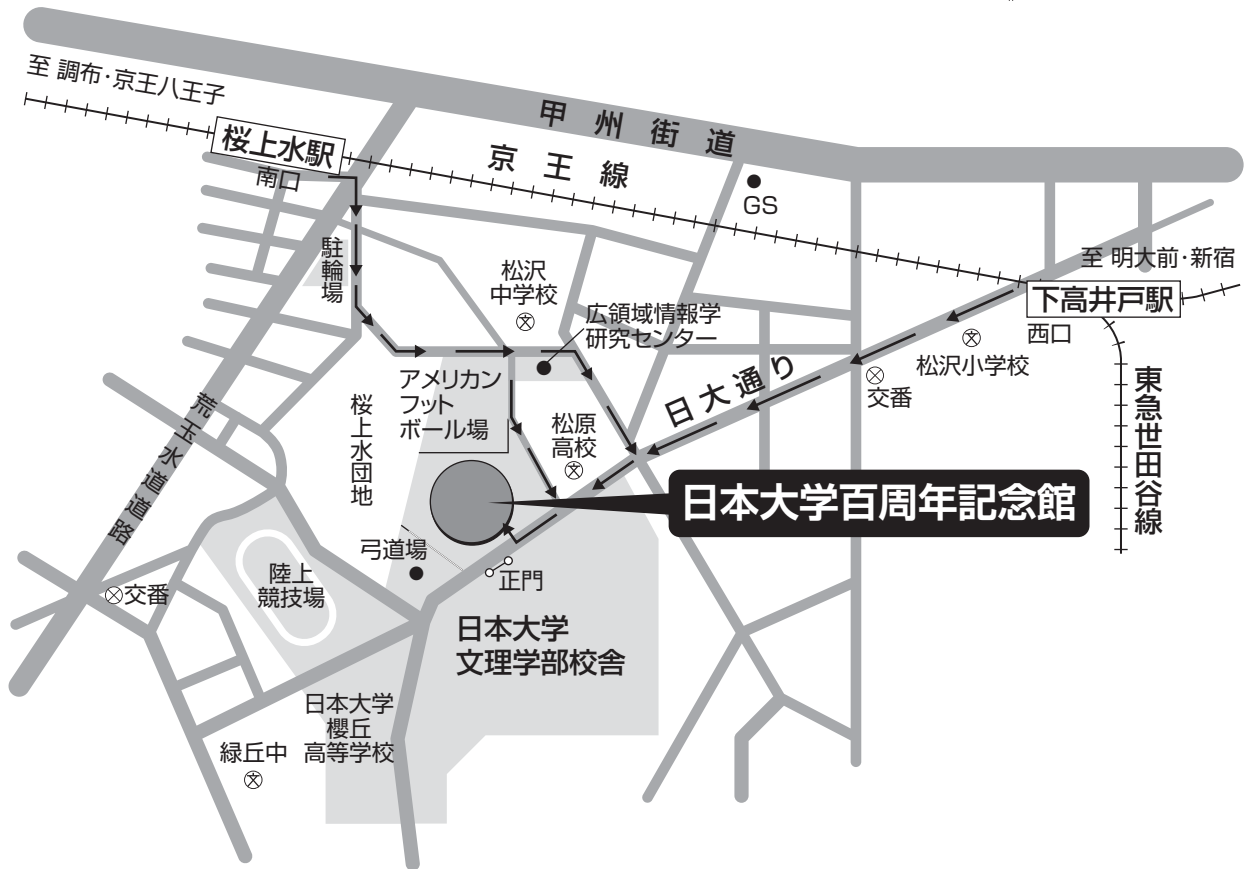 至 調布・京王八王子
甲州街道
桜上水駅
南口
京王線
GS
至 明大前・新宿
下高井戸駅
西口
駐輪場
松沢
中学校
文
広領域情報学
研究センター
文
松沢小学校
交番
日大通り
東急世田谷線
アメリカン
フット
ボール場
桜上水団地
松原
高校
文
荒玉水道道路
日本大学百周年記念館
弓道場
正門
陸上
競技場
交番
日本大学
文理学部校舎
日本大学
櫻丘
高等学校
緑丘中
文